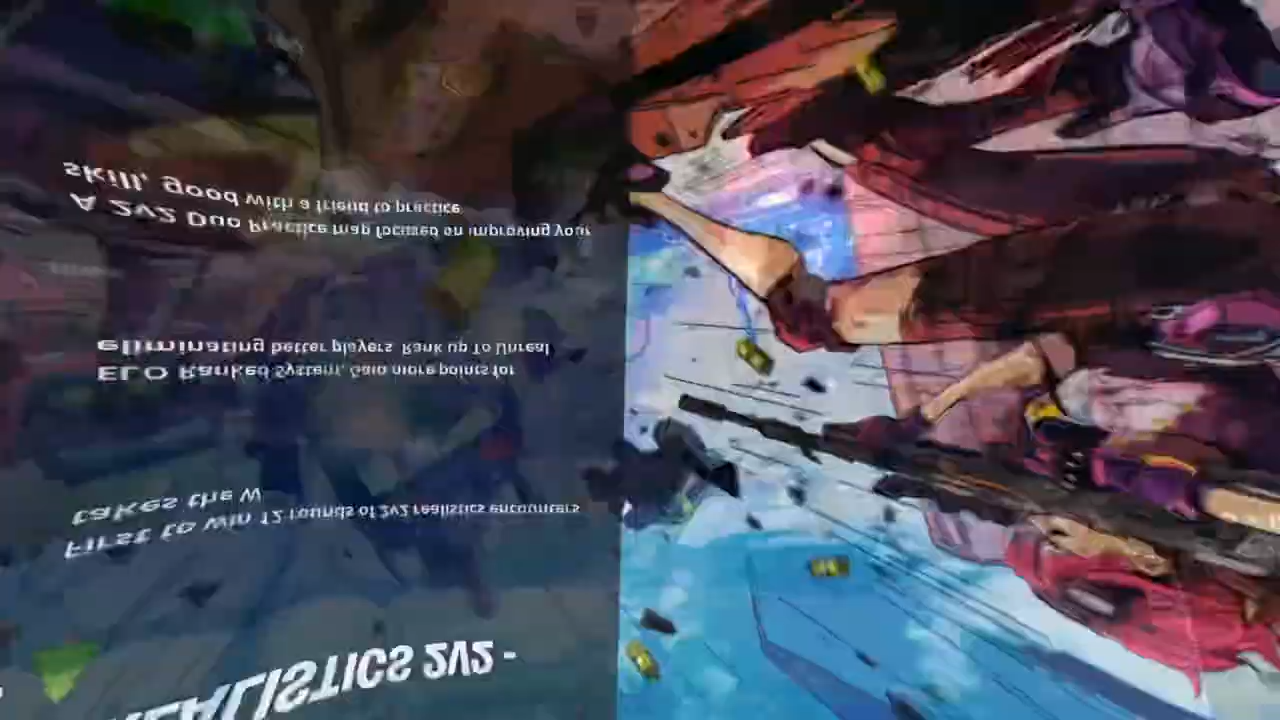 REALISTICS 2V2 -
First to win 12 rounds of 2v2 realistics encounters
takes the W
ELO Ranked System, Gain more points for
eliminating better players. Rank up To Unreal
A 2v2 Duo Practice map focused on improving your
skill, good with a friend to practice